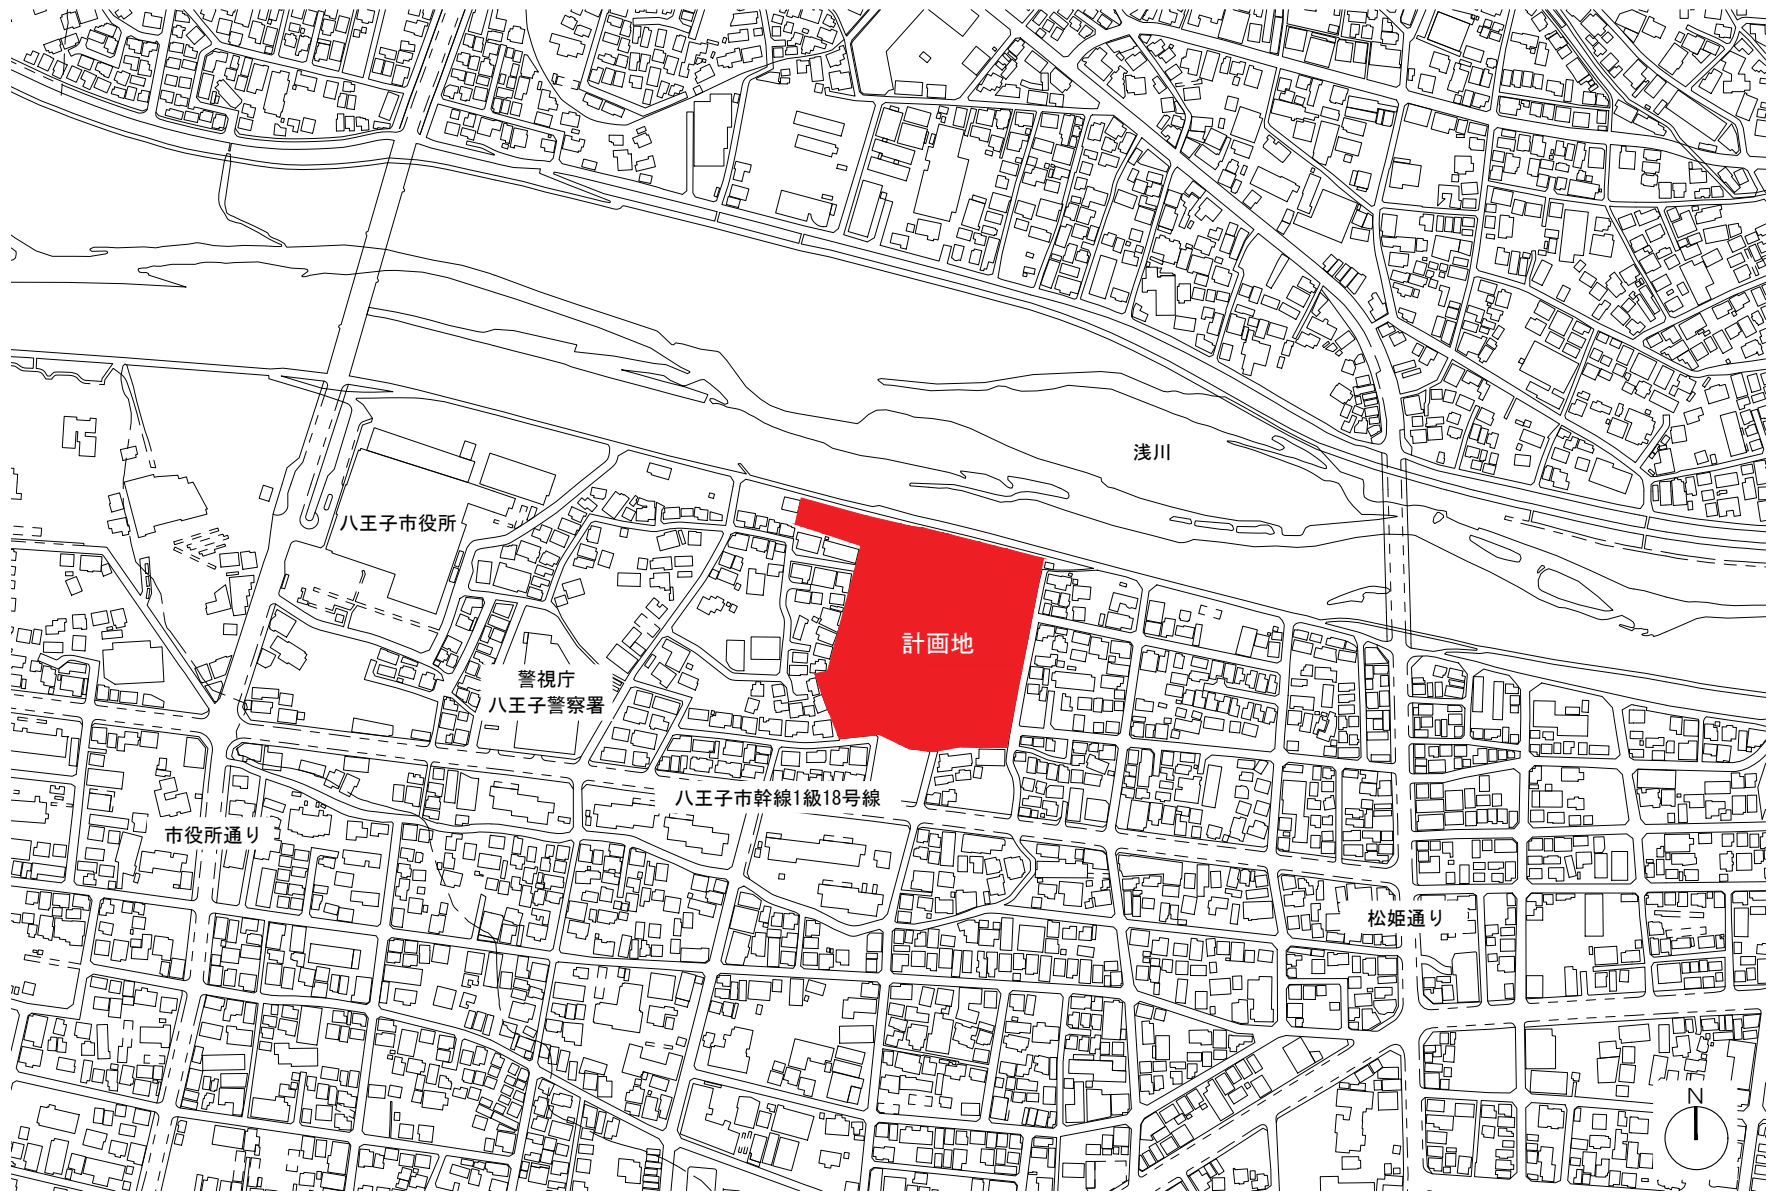 浅川
八王子市役所
計画地
警視庁
八王子警察署
八王子市幹線1級18号線
市役所通り
松姫通り
N